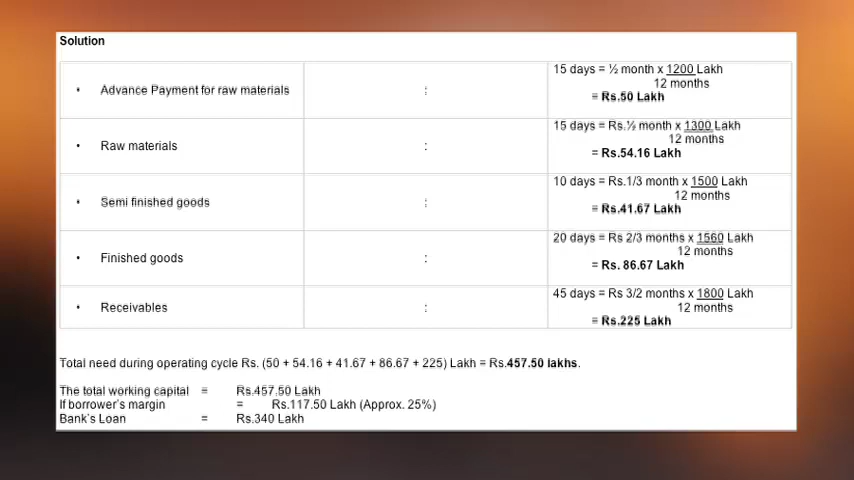 Solution
• Advance Payment for raw materials : 15 days = ½ month x 1200 Lakh
12 months
= Rs.50 Lakh
• Raw materials : 15 days = Rs.½ month x 1300 Lakh
12 months
= Rs.54.16 Lakh
• Semi finished goods : 10 days = Rs.1/3 month x 1500 Lakh
12 months
= Rs.41.67 Lakh
• Finished goods : 20 days = Rs 2/3 months x 1560 Lakh
12 months
= Rs. 86.67 Lakh
• Receivables : 45 days = Rs 3/2 months x 1800 Lakh
12 months
= Rs.225 Lakh
Total need during operating cycle Rs. (50 + 54.16 + 41.67 + 86.67 + 225) Lakh = Rs.457.50 lakhs.
The total working capital = Rs.457.50 Lakh
If borrower's margin = Rs.117.50 Lakh (Approx. 25%)
Bank's Loan = Rs.340 Lakh